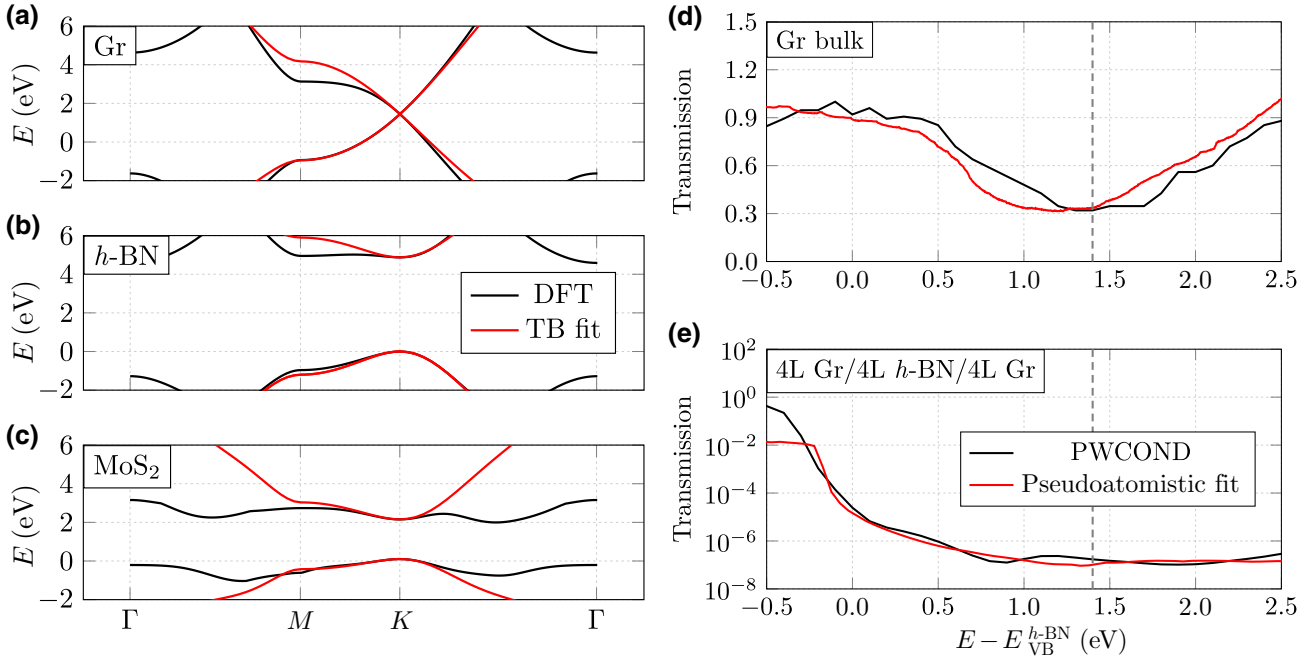 (a)
Gr
E (eV)
6
4
2
0
−2
(b)
h-BN
E (eV)
6
4
2
0
−2
DFT
TB fit
(c)
MoS₂
E (eV)
6
4
2
0
−2
Γ M K Γ
(d)
Gr bulk
Transmission
1.5
1.2
0.9
0.6
0.3
0.0
−0.5 0.0 0.5 1.0 1.5 2.0 2.5
(e)
4L Gr/4L h-BN/4L Gr
Transmission
10²
10⁰
10⁻²
10⁻⁴
10⁻⁶
10⁻⁸
PWCOND
Pseudoatomistic fit
−0.5 0.0 0.5 1.0 1.5 2.0 2.5
E − E_VB^h-BN (eV)